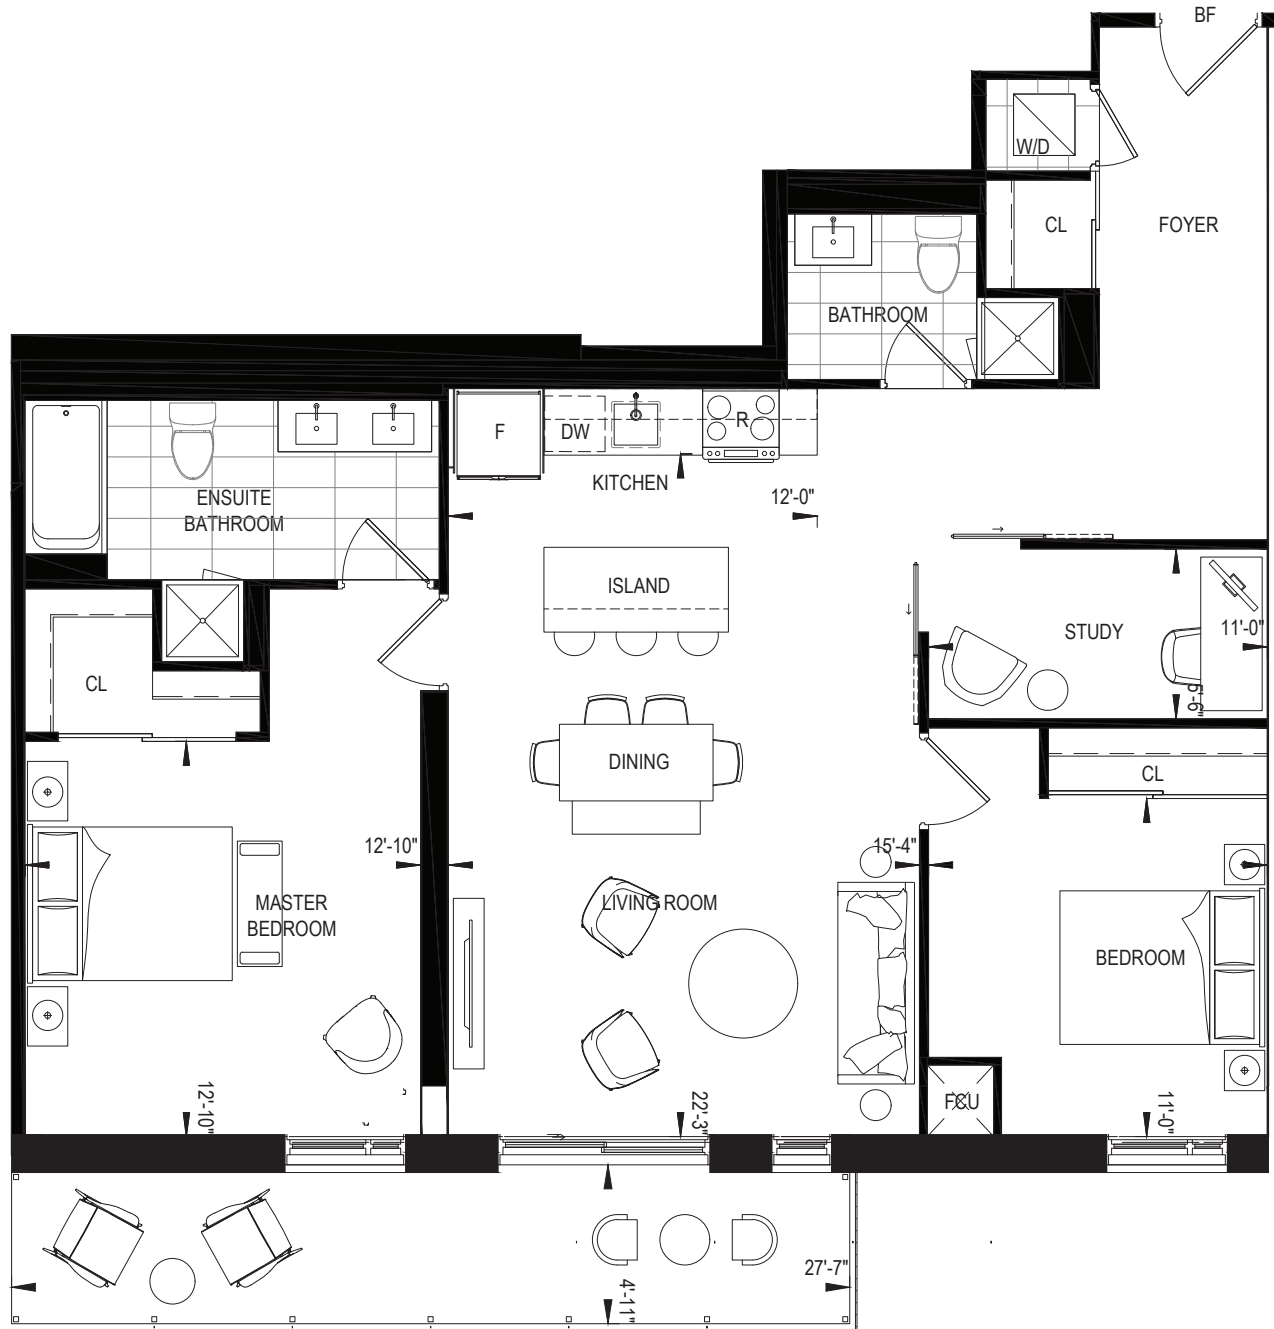 BF
W/D
CL
FOYER
BATHROOM
F
DW
R
KITCHEN
12'-0"
ENSUITE
BATHROOM
ISLAND
STUDY
11'-0"
5'-6"
CL
DINING
CL
12'-10"
15'-4"
MASTER
BEDROOM
LIVING ROOM
BEDROOM
12'-10"
22'-3"
FCU
11'-0"
27'-7"
4'-11"